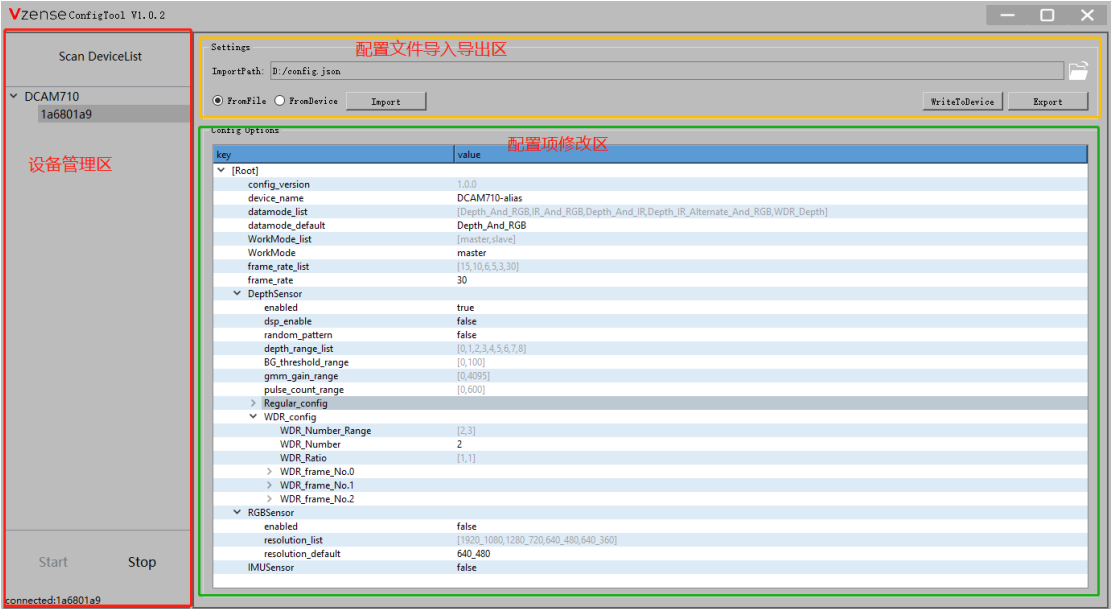 Vzense ConfigTool V1.0.2
Scan DeviceList
DCAM710
1a6801a9
设备管理区
Start Stop
connected:1a6801a9
Settings
配置文件导入导出区
ImportPath: D:/config.json
FromFile FromDevice Import WriteToDevice Export
Config Options
配置项修改区
key value
[Root]
config_version 1.0.0
device_name DCAM710-alias
datamode_list [Depth_And_RGB,IR_And_RGB,Depth_And_IR,Depth_IR_Alternate_And_RGB,WDR_Depth]
datamode_default Depth_And_RGB
WorkMode_list [master,slave]
WorkMode master
frame_rate_list [15,10,6,5,3,30]
frame_rate 30
DepthSensor
enabled true
dsp_enable false
random_pattern false
depth_range_list [0,1,2,3,4,5,6,7,8]
BG_threshold_range [0,100]
gmm_gain_range [0,4095]
pulse_count_range [0,600]
Regular_config
WDR_config
WDR_Number_Range [2,3]
WDR_Number 2
WDR_Ratio [1,1]
WDR_frame_No.0
WDR_frame_No.1
WDR_frame_No.2
RGBSensor
enabled false
resolution_list [1920_1080,1280_720,640_480,640_360]
resolution_default 640_480
IMUSensor false